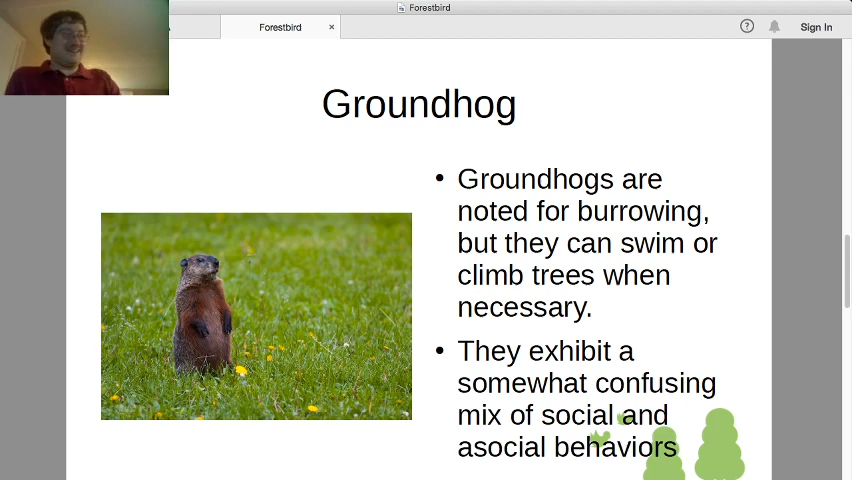 Forestbird
Forestbird × ? Sign In
Groundhog
• Groundhogs are
noted for burrowing,
but they can swim or
climb trees when
necessary.
• They exhibit a
somewhat confusing
mix of social and
asocial behaviors